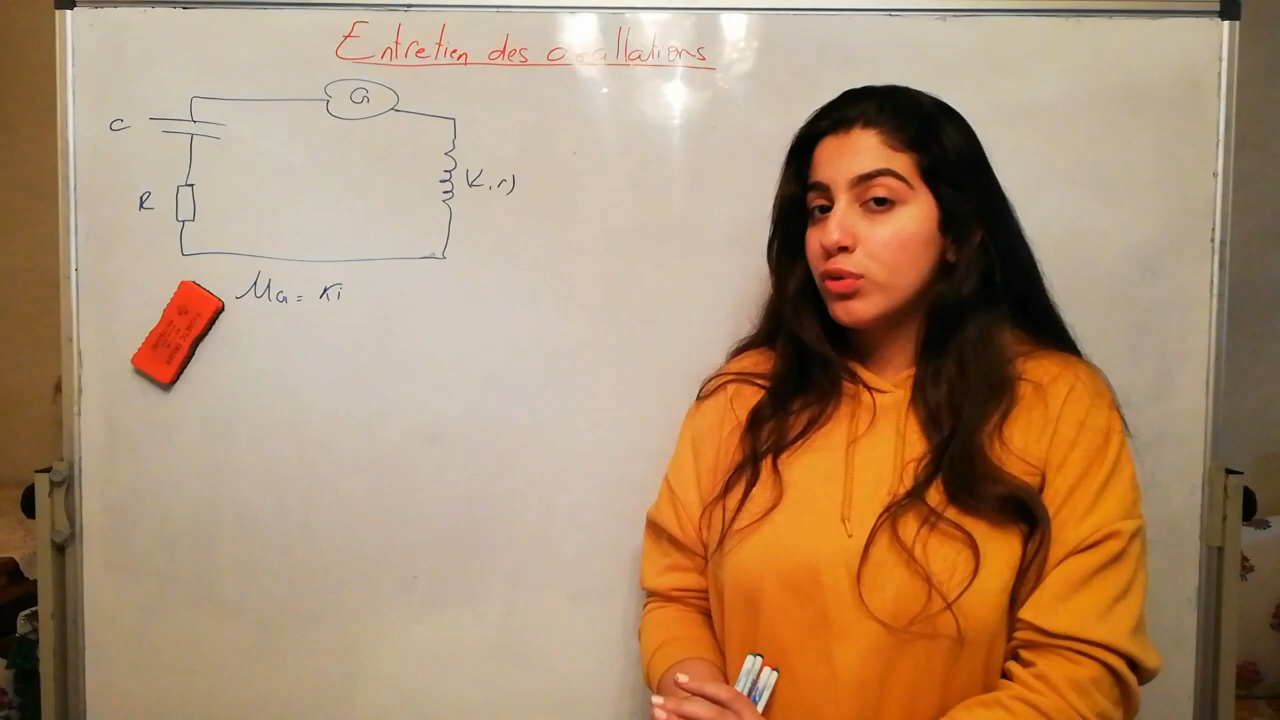 Entretien des oscillations
G
C
(L, r)
R
UG = Ki